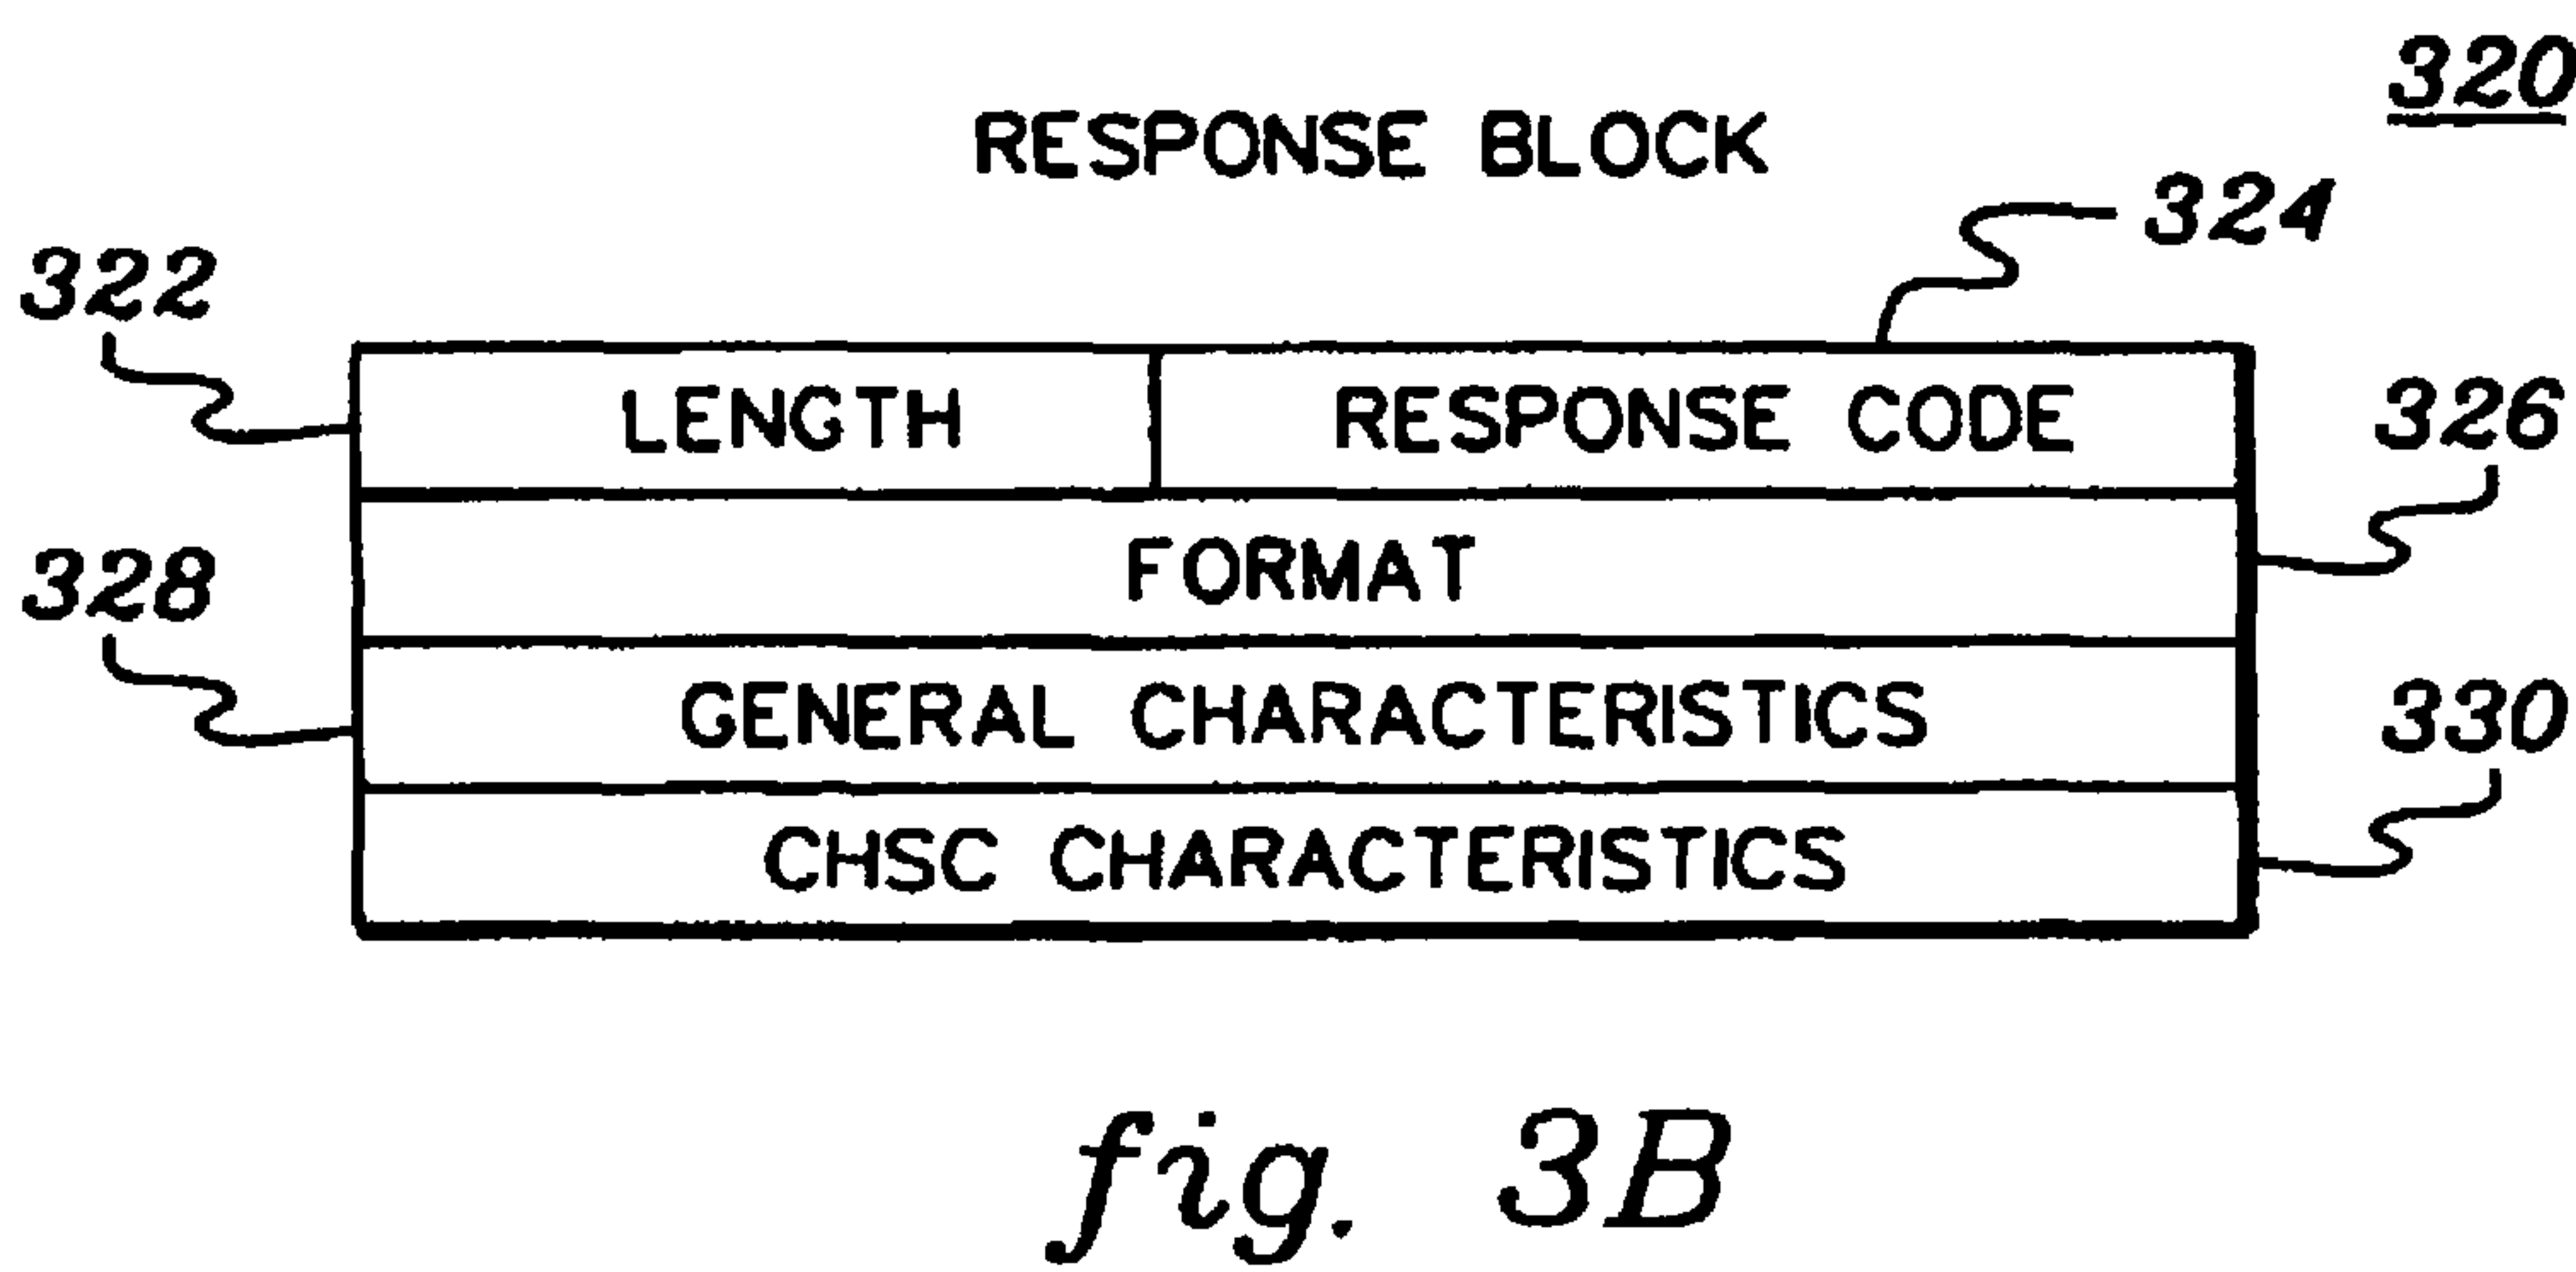 320
RESPONSE BLOCK
324
322
LENGTH RESPONSE CODE
326
FORMAT
328
GENERAL CHARACTERISTICS
330
CHSC CHARACTERISTICS
fig. 3B